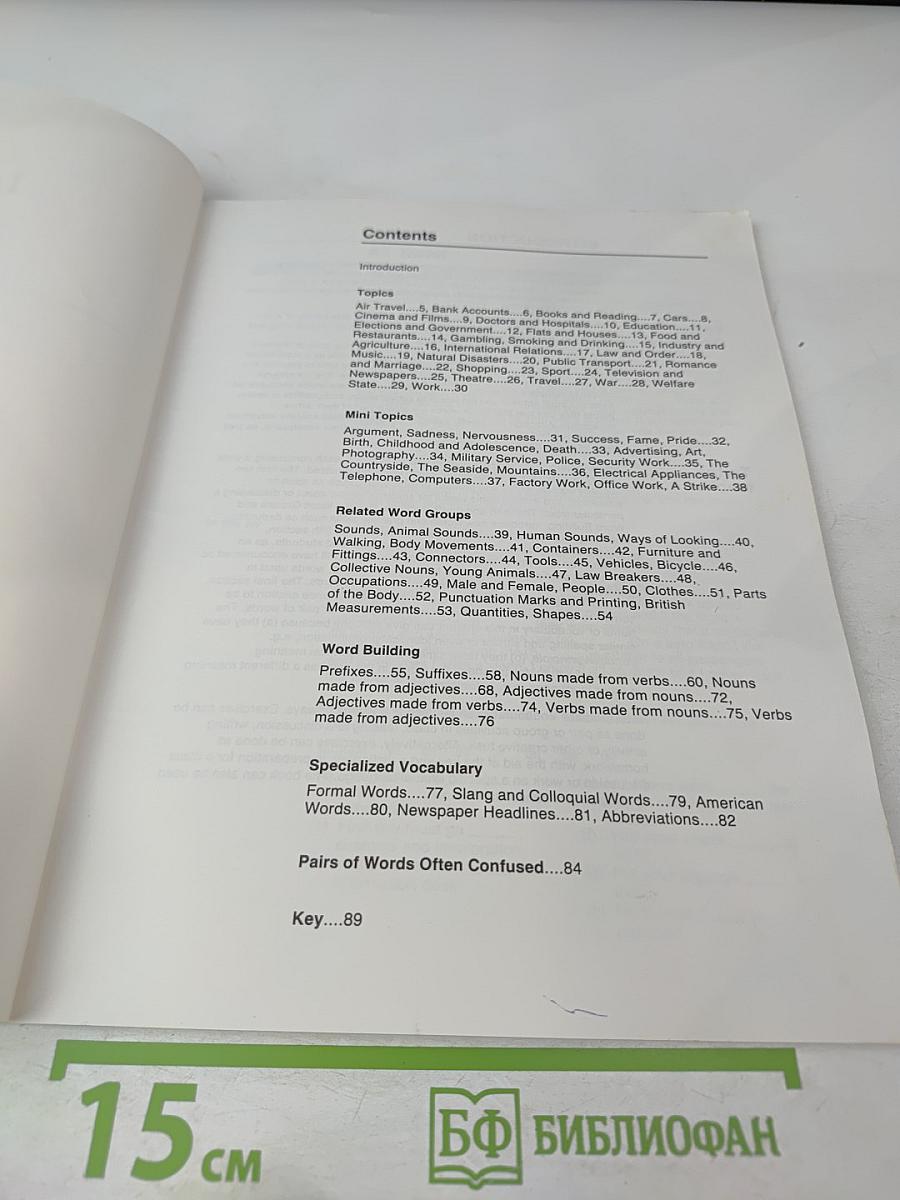 Contents
Introduction
Topics
Air Travel....5, Bank Accounts....6, Books and Reading....7, Cars....8,
Cinema and Films....9, Doctors and Hospitals....10, Education....11,
Elections and Government....12, Flats and Houses....13, Food and
Restaurants....14, Gambling, Smoking and Drinking....15, Industry and
Agriculture....16, International Relations....17, Law and Order....18,
Music....19, Natural Disasters....20, Public Transport....21, Romance
and Marriage....22, Shopping....23, Sport....24, Television and
Newspapers....25, Theatre....26, Travel....27, War....28, Welfare
State....29, Work....30
Mini Topics
Argument, Sadness, Nervousness....31, Success, Fame, Pride....32,
Birth, Childhood and Adolescence, Death....33, Advertising, Art,
Photography....34, Military Service, Police, Security Work....35, The
Countryside, The Seaside, Mountains....36, Electrical Appliances, The
Telephone, Computers....37, Factory Work, Office Work, A Strike....38
Related Word Groups
Sounds, Animal Sounds....39, Human Sounds, Ways of Looking....40,
Walking, Body Movements....41, Containers....42, Furniture and
Fittings....43, Connectors....44, Tools....45, Vehicles, Bicycle....46,
Collective Nouns, Young Animals....47, Law Breakers....48,
Occupations....49, Male and Female, People....50, Clothes....51, Parts
of the Body....52, Punctuation Marks and Printing, British
Measurements....53, Quantities, Shapes....54
Word Building
Prefixes....55, Suffixes....58, Nouns made from verbs....60, Nouns
made from adjectives....68, Adjectives made from nouns....72,
Adjectives made from verbs....74, Verbs made from nouns....75, Verbs
made from adjectives....76
Specialized Vocabulary
Formal Words....77, Slang and Colloquial Words....79, American
Words....80, Newspaper Headlines....81, Abbreviations....82
Pairs of Words Often Confused....84
Key....89
15 см
БФ БИБЛИОФАН